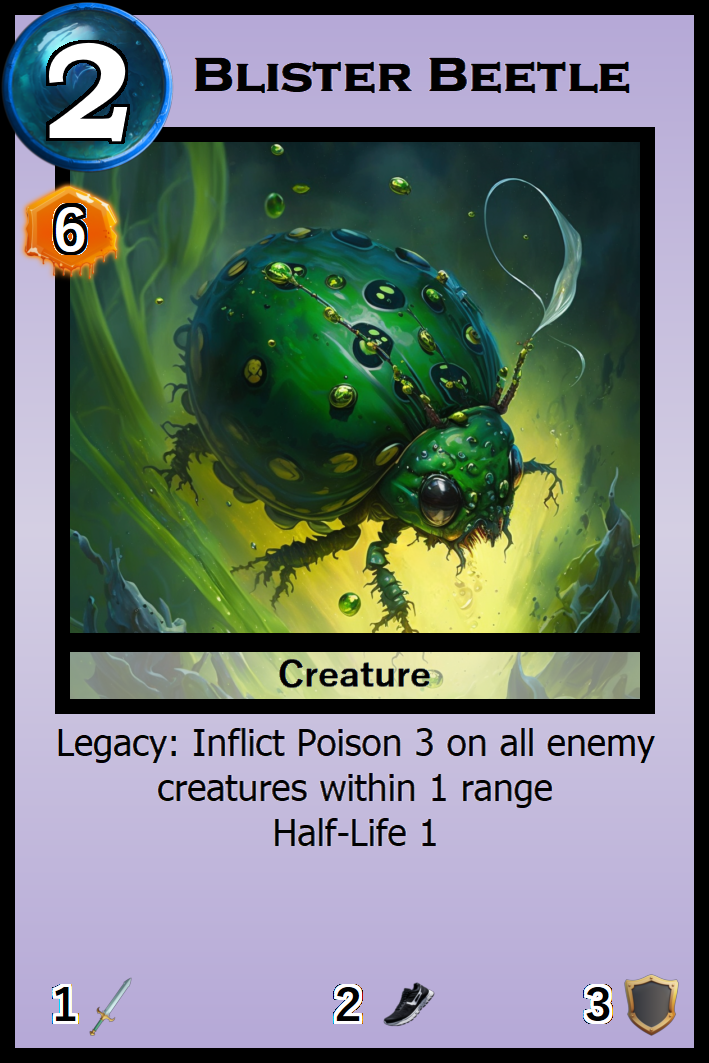 2
Blister Beetle
6
Creature
Legacy: Inflict Poison 3 on all enemy
creatures within 1 range
Half-Life 1
1 2 3